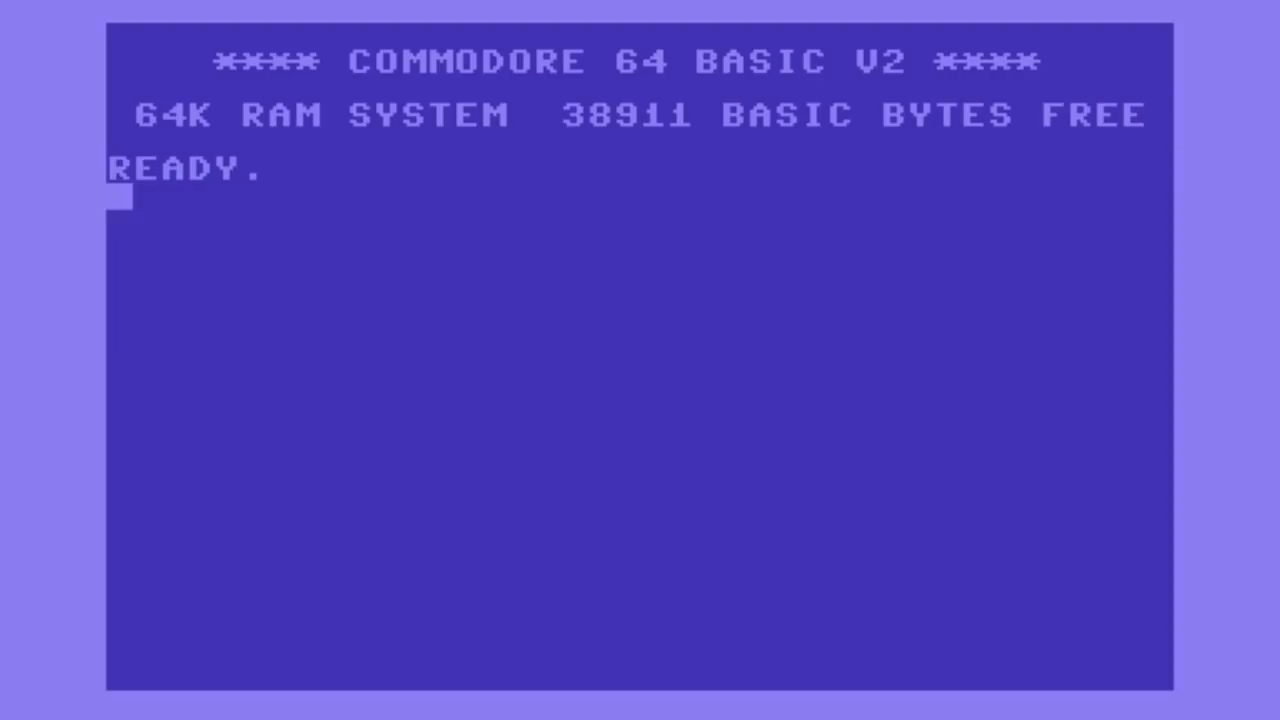 **** COMMODORE 64 BASIC V2 ****
64K RAM SYSTEM  38911 BASIC BYTES FREE
READY.